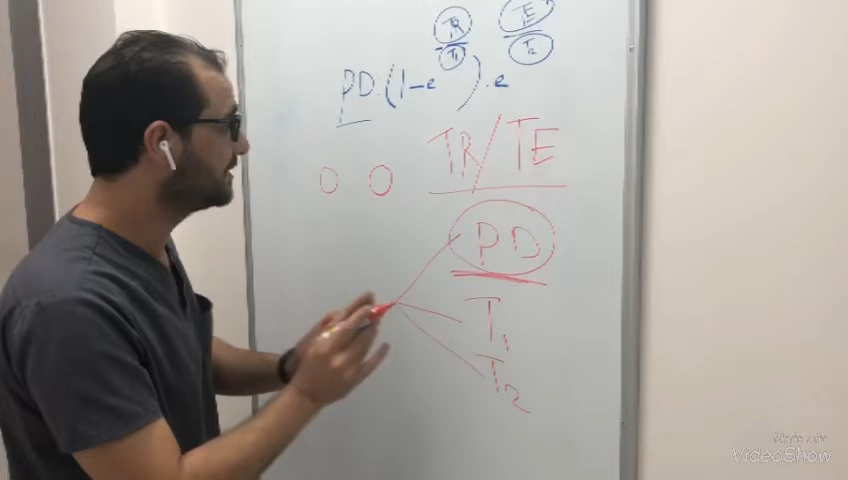 PD.(1-e^TR/T1).e^TE/T2
TR/TE
O O
PD
T1
T2
Made with
VideoShow